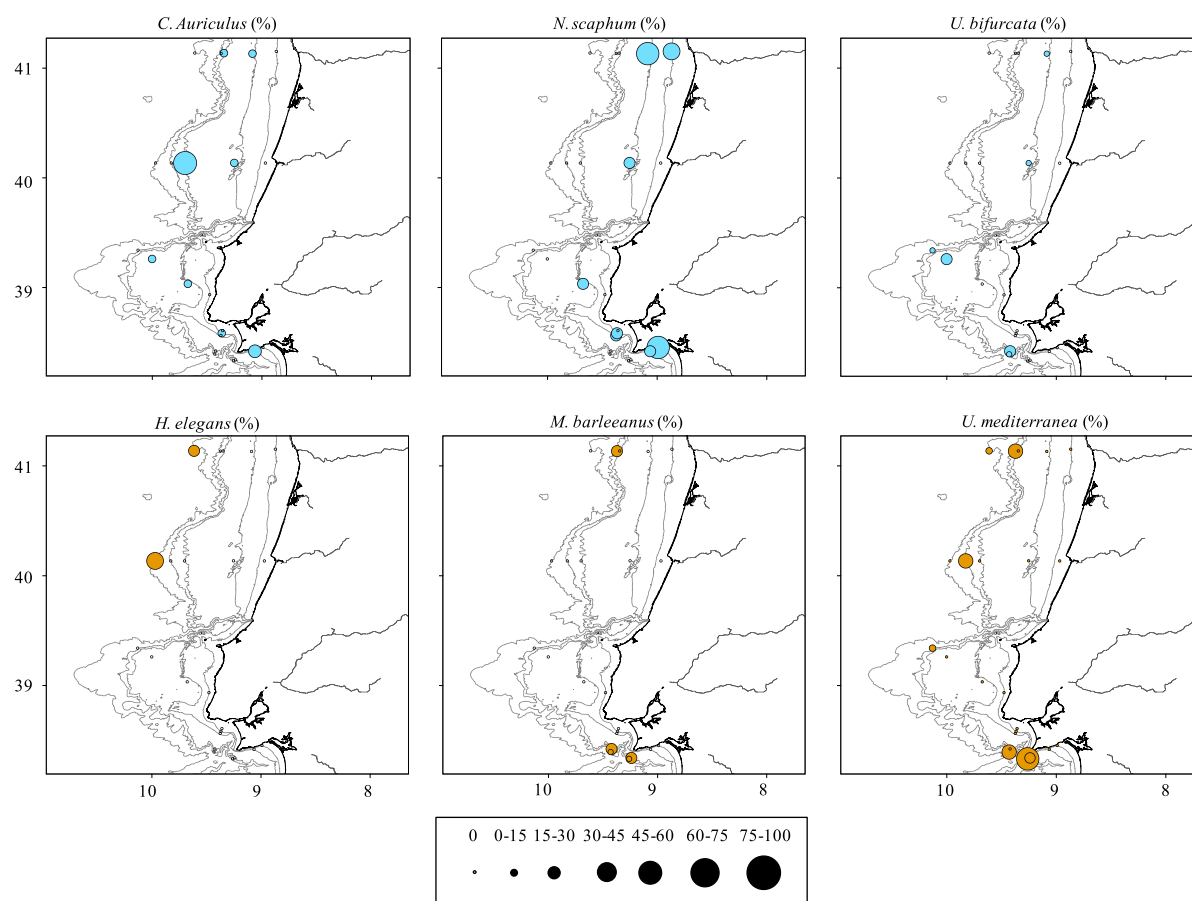 C. Auriculus (%) N. scaphum (%) U. bifurcata (%)
41
40
39
H. elegans (%) M. barleeanus (%) U. mediterranea (%)
41
40
39
10 9 8 10 9 8 10 9 8
0 0-15 15-30 30-45 45-60 60-75 75-100